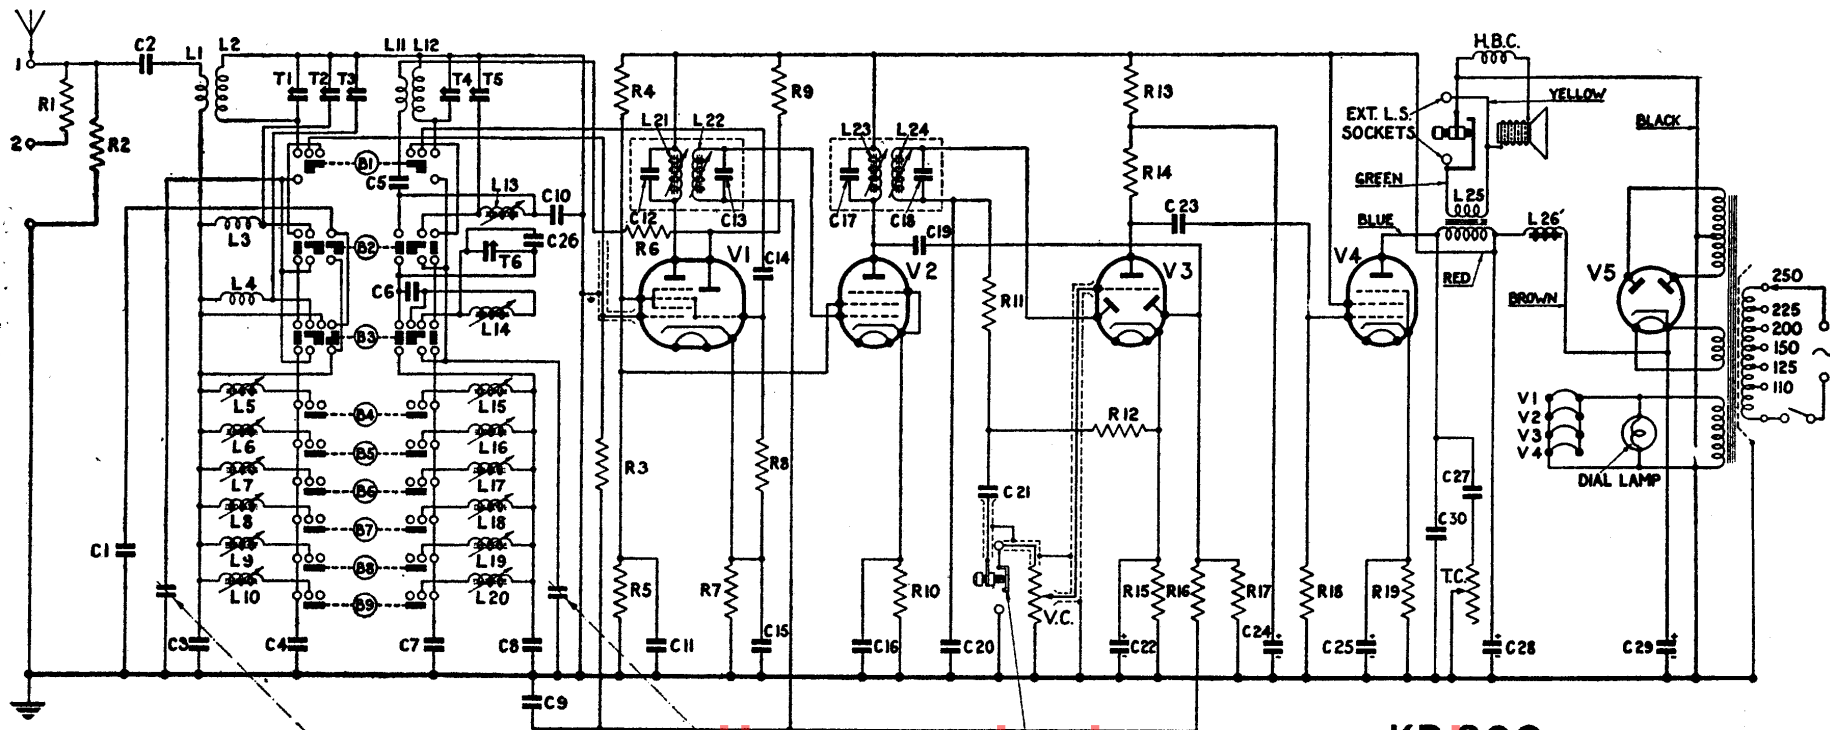 H.B.C.
C2 L1 L2 L11 L12
1
T1 T2 T3 T4 T5
R4 R9 R13
YELLOW
R1
EXT. L.S.
SOCKETS
BLACK
L21 L22 L23 L24
2
R2
B1
C5
R14
GREEN
L13 C10
L25
C12 C13 C17 C18
C23
BLUE
L26
L3
B2
C26
R6
C19
T6
V1
C14
V2
V3
V4
RED
V5
250
L4
C6
R11
BROWN
225
L14
200
B3
150
125
110
L5 B4 L15
V1
R12
V2
L6 B5 L16
V3
V4
R3 R8
L7 B6 L17
C27
DIAL LAMP
C21
L8 B7 L18
C30
C1
L9 B8 L19
T.C.
R5 R7 R10
R15 R16 R17 R18 R19
L10 B9 L20
V.C.
C3 C4 C7 C8 C11 C15 C16 C20 C22 C24 C25 C28 C29
C9